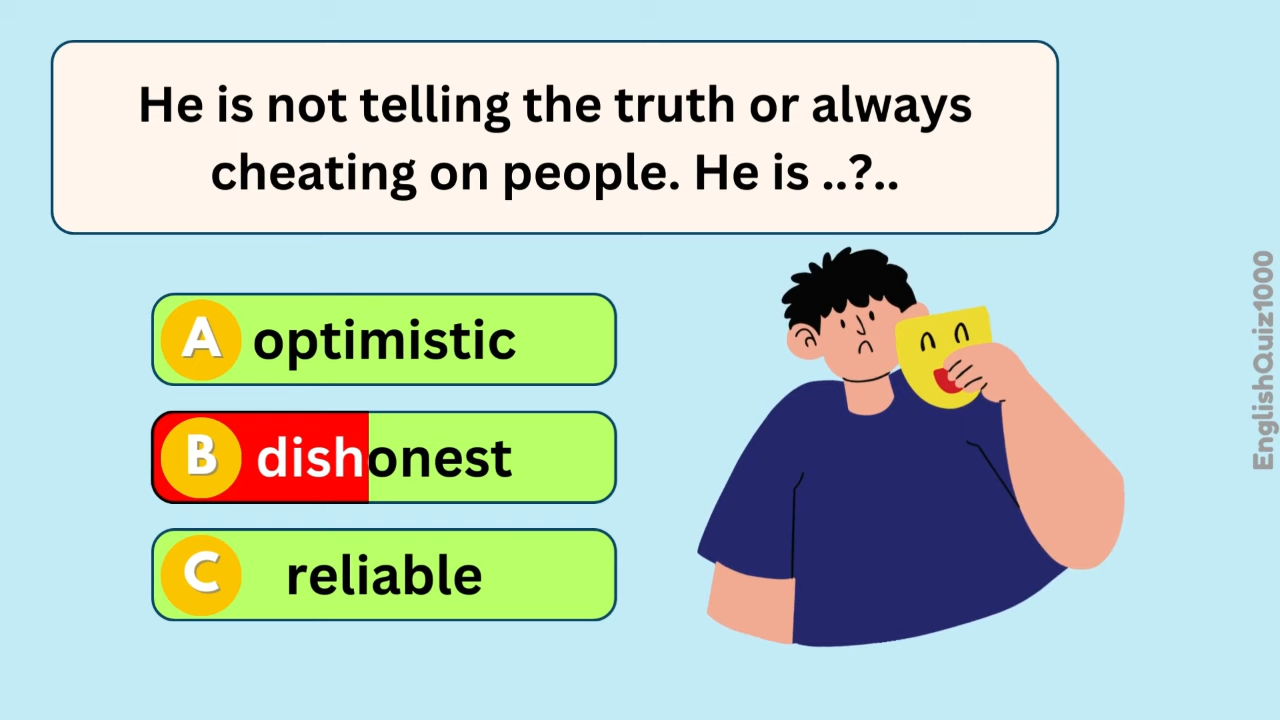 He is not telling the truth or always
cheating on people. He is ..?..
A optimistic
B dishonest
C reliable
EnglishQuiz1000